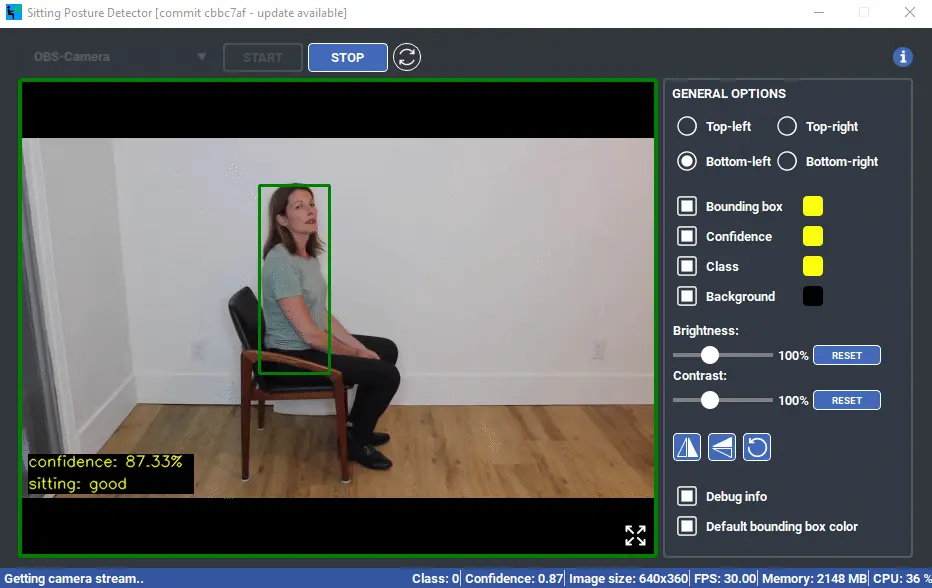 Sitting Posture Detector [commit cbbc7af - update available]
OBS-Camera
START
STOP
GENERAL OPTIONS
Top-left
Top-right
Bottom-left
Bottom-right
Bounding box
Confidence
Class
Background
Brightness:
100%
RESET
Contrast:
100%
RESET
Debug info
Default bounding box color
confidence: 87.33%
sitting: good
Getting camera stream..
Class: 0 Confidence: 0.87 Image size: 640x360 FPS: 30.00 Memory: 2148 MB CPU: 36 %